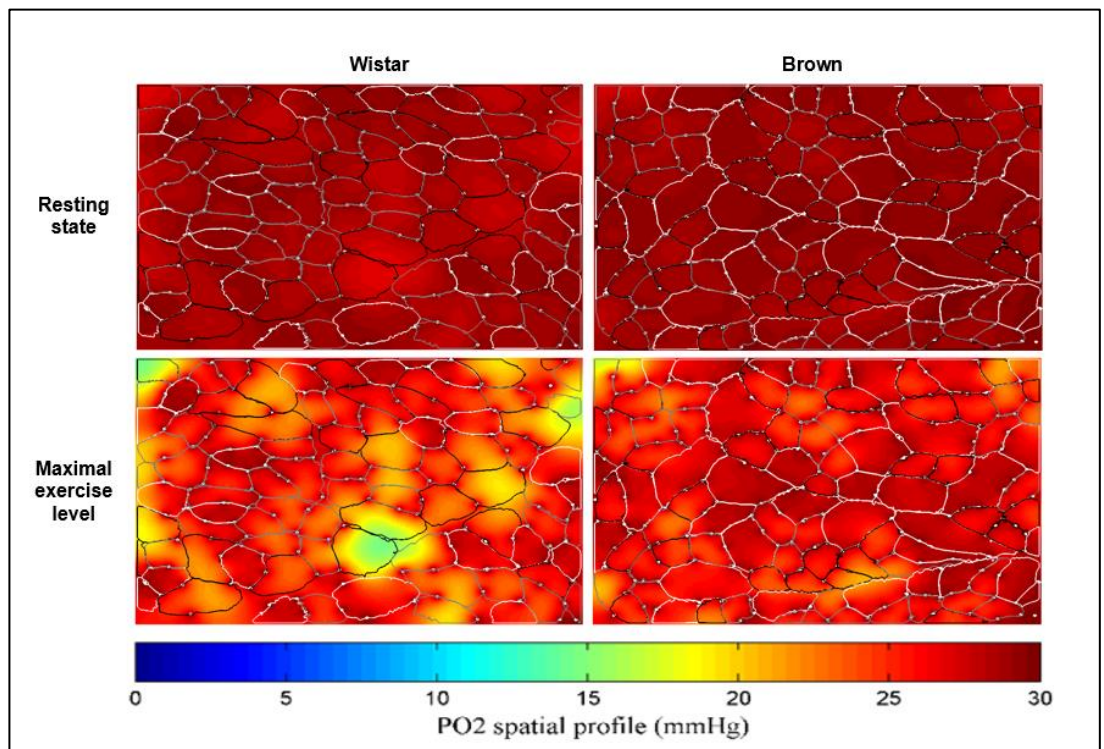 Wistar
Brown
Resting
state
Maximal
exercise
level
0 5 10 15 20 25 30
PO2 spatial profile (mmHg)